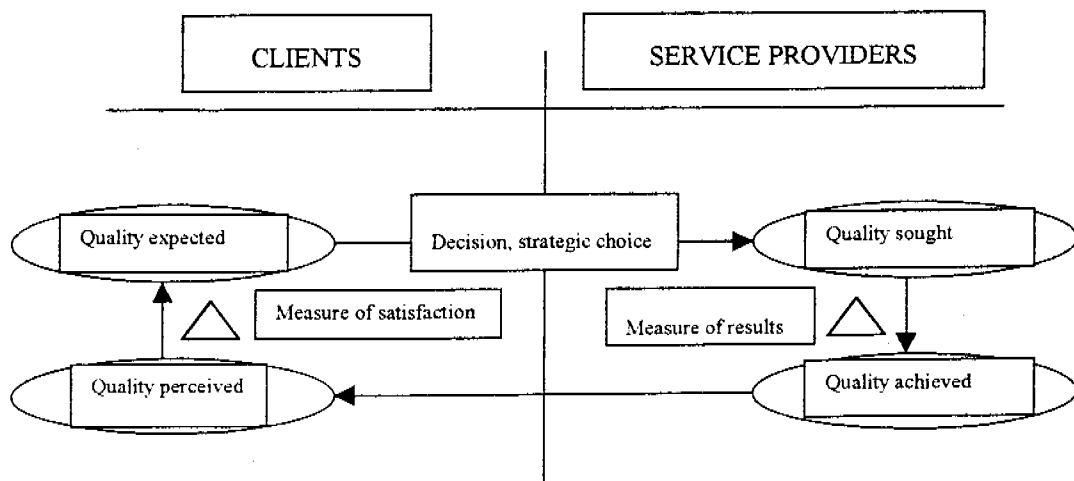 CLIENTS
SERVICE PROVIDERS
Quality expected
Decision, strategic choice
Quality sought
Measure of satisfaction
Measure of results
Quality perceived
Quality achieved